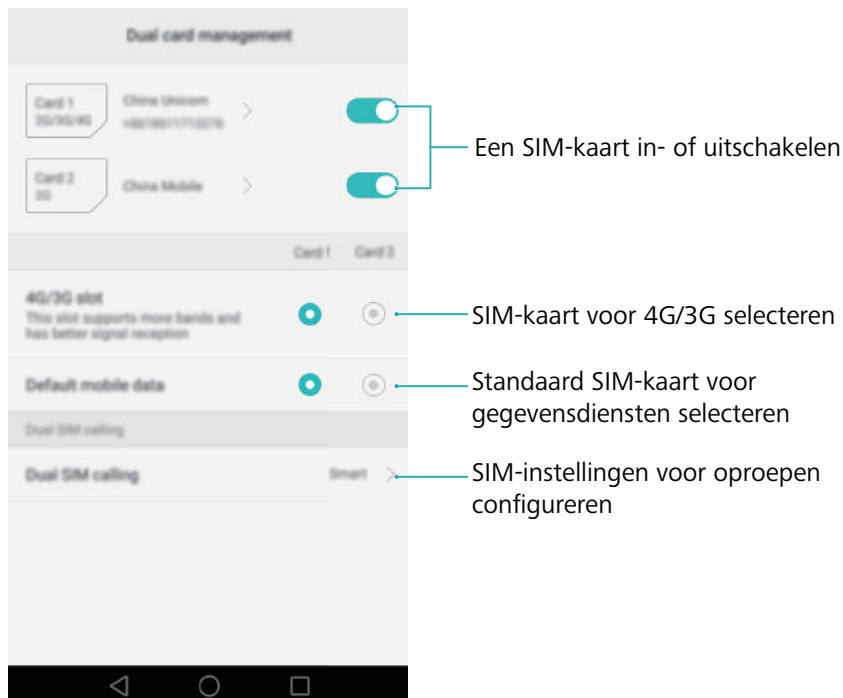 Dual card management
Card 1
2G/3G/4G
China Unicom
Een SIM-kaart in- of uitschakelen
Card 2
2G
China Mobile
Card 1 Card 2
4G/3G slot
This slot supports more bands and
has better signal reception
SIM-kaart voor 4G/3G selecteren
Default mobile data
Standaard SIM-kaart voor
gegevensdiensten selecteren
Dual SIM calling
Dual SIM calling
Smart
SIM-instellingen voor oproepen
configureren